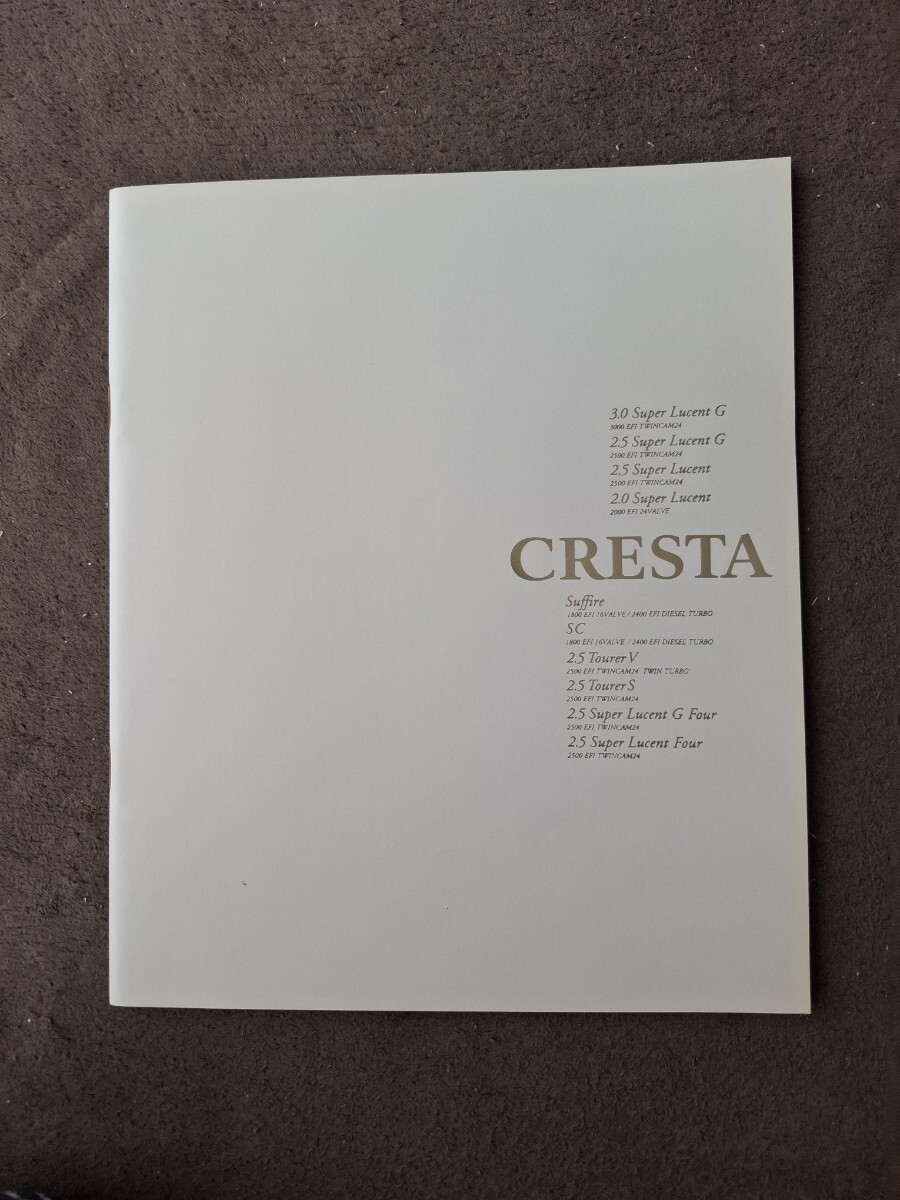 3.0 Super Lucent G
3000 EFI TWINCAM24
2.5 Super Lucent G
2500 EFI TWINCAM24
2.5 Super Lucent
2500 EFI TWINCAM24
2.0 Super Lucent
2000 EFI 24VALVE
CRESTA
Suffire
1800 EFI 16VALVE / 2400 EFI DIESEL TURBO
SC
1800 EFI 16VALVE / 2400 EFI DIESEL TURBO
2.5 Tourer V
2500 EFI TWINCAM24 TWIN TURBO
2.5 Tourer S
2500 EFI TWINCAM24
2.5 Super Lucent G Four
2500 EFI TWINCAM24
2.5 Super Lucent Four
2500 EFI TWINCAM24